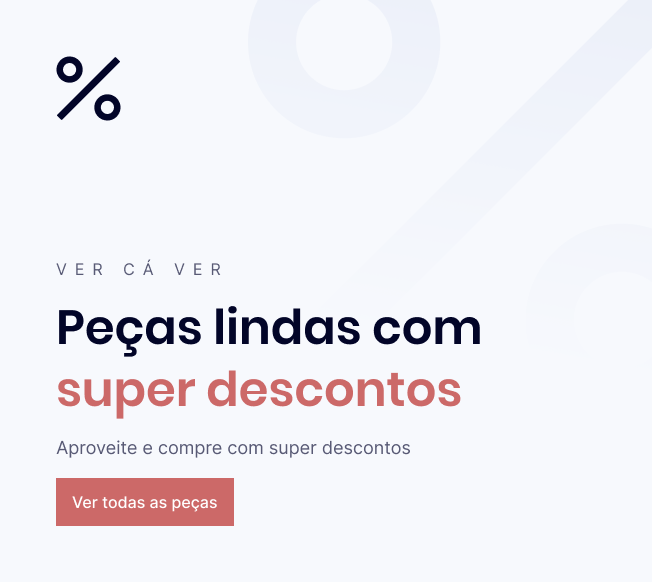 %
VER CÁ VER
Peças lindas com
super descontos
Aproveite e compre com super descontos
Ver todas as peças